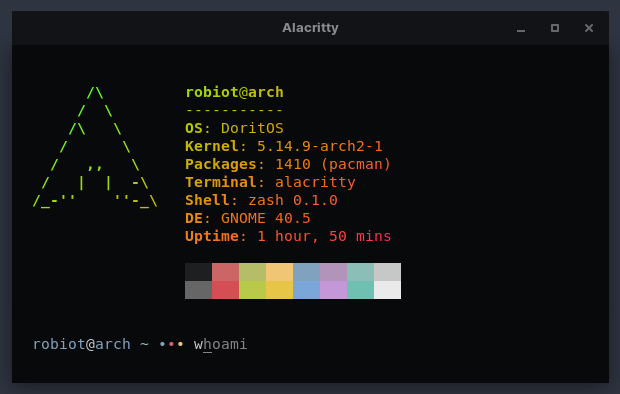 Alacritty
robiot@arch
-----------
OS: DoritOS
Kernel: 5.14.9-arch2-1
Packages: 1410 (pacman)
Terminal: alacritty
Shell: zash 0.1.0
DE: GNOME 40.5
Uptime: 1 hour, 50 mins
robiot@arch ~ ••• whoami